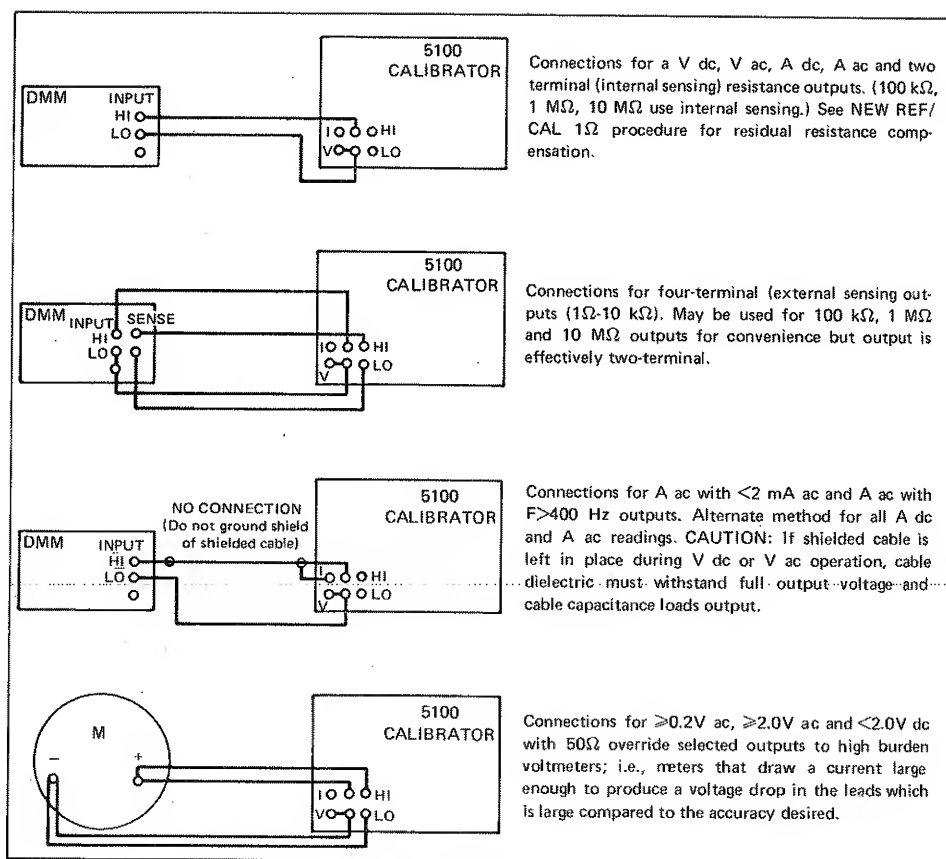 5100
CALIBRATOR
DMM
INPUT
HI
LO
I
HI
V
LO
Connections for a V dc, V ac, A dc, A ac and two
terminal (internal sensing) resistance outputs. (100 kΩ,
1 MΩ, 10 MΩ use internal sensing.) See NEW REF/
CAL 1Ω procedure for residual resistance comp-
ensation.
5100
CALIBRATOR
DMM
INPUT
SENSE
HI
LO
I
HI
V
LO
Connections for four-terminal (external sensing out-
puts (1Ω-10 kΩ). May be used for 100 kΩ, 1 MΩ
and 10 MΩ outputs for convenience but output is
effectively two-terminal.
NO CONNECTION
(Do not ground shield
of shielded cable)
5100
CALIBRATOR
DMM
INPUT
HI
LO
I
HI
V
LO
Connections for A ac with <2 mA ac and A ac with
F>400 Hz outputs. Alternate method for all A dc
and A ac readings. CAUTION: If shielded cable is
left in place during V dc or V ac operation, cable
dielectric must withstand full output voltage and
cable capacitance loads output.
5100
CALIBRATOR
M
–
+
I
HI
V
LO
Connections for ⩾0.2V ac, ⩾2.0V ac and <2.0V dc
with 50Ω override selected outputs to high burden
voltmeters; i.e., meters that draw a current large
enough to produce a voltage drop in the leads which
is large compared to the accuracy desired.